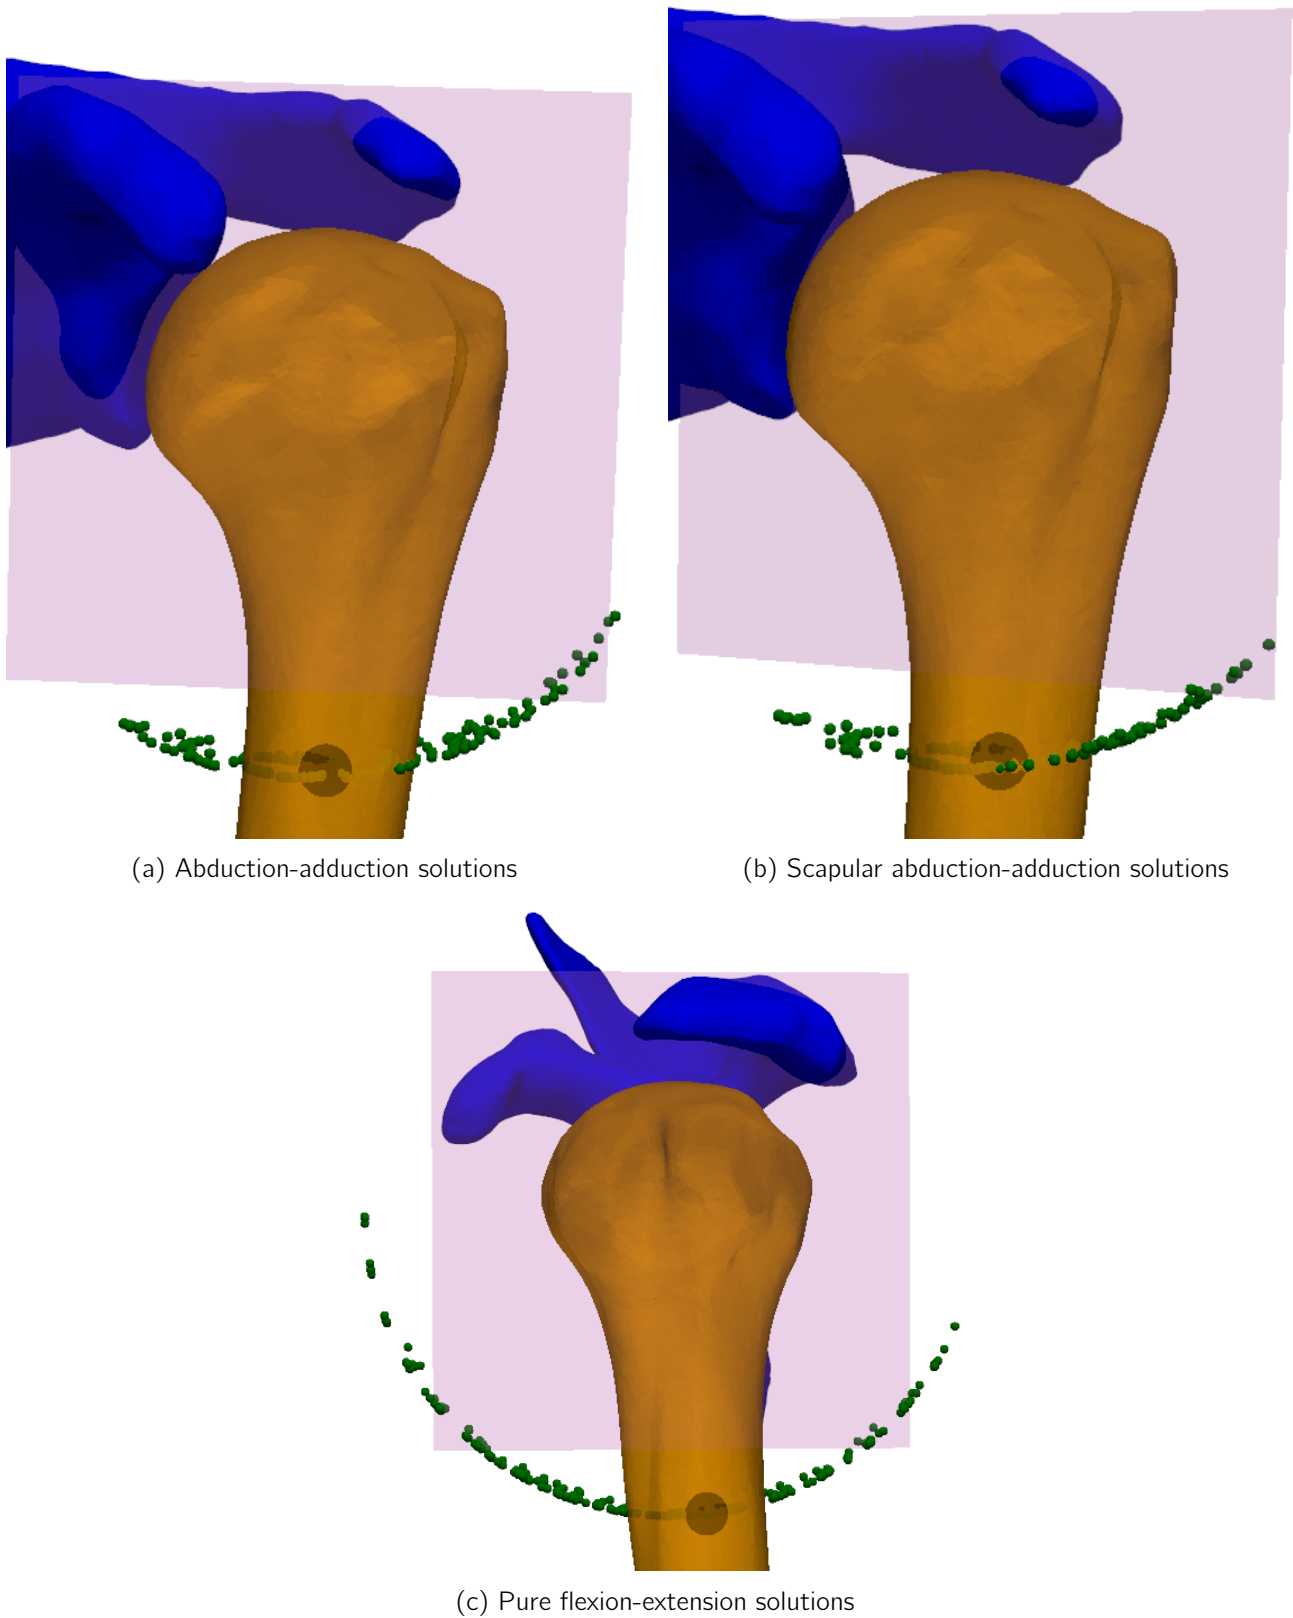 (a) Abduction-adduction solutions
(b) Scapular abduction-adduction solutions
(c) Pure flexion-extension solutions